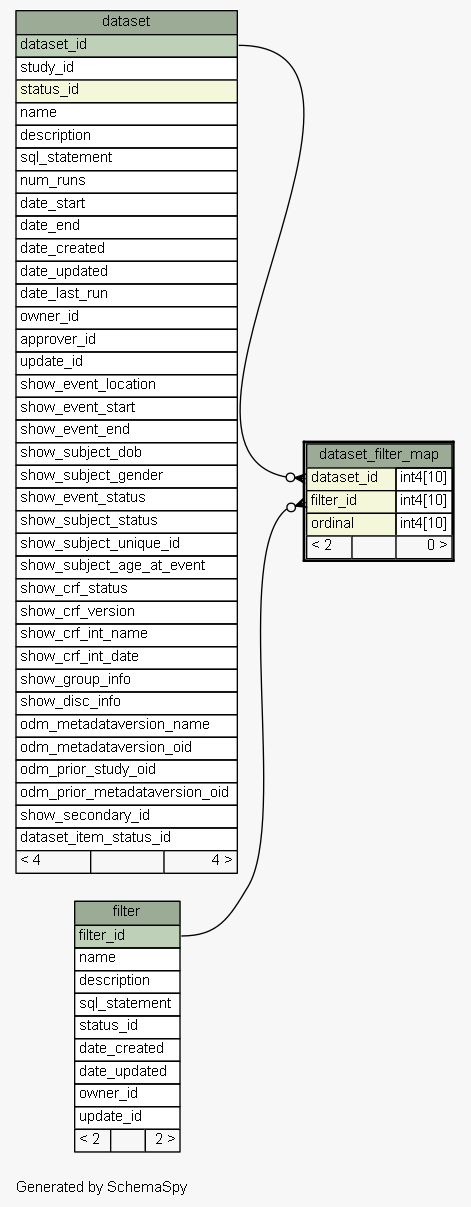 dataset
dataset_id
study_id
status_id
name
description
sql_statement
num_runs
date_start
date_end
date_created
date_updated
date_last_run
owner_id
approver_id
update_id
show_event_location
show_event_start
show_event_end
show_subject_dob
show_subject_gender
show_event_status
show_subject_status
show_subject_unique_id
show_subject_age_at_event
show_crf_status
show_crf_version
show_crf_int_name
show_crf_int_date
show_group_info
show_disc_info
odm_metadataversion_name
odm_metadataversion_oid
odm_prior_study_oid
odm_prior_metadataversion_oid
show_secondary_id
dataset_item_status_id
< 4 4 >
dataset_filter_map
dataset_id int4[10]
filter_id int4[10]
ordinal int4[10]
< 2 0 >
filter
filter_id
name
description
sql_statement
status_id
date_created
date_updated
owner_id
update_id
< 2 2 >
Generated by SchemaSpy